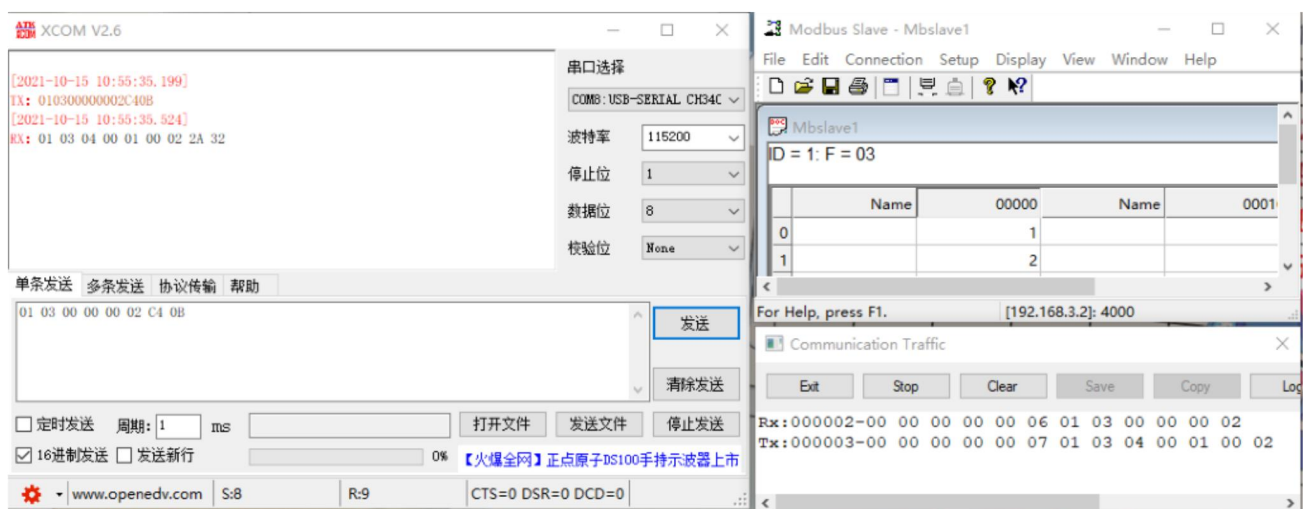 ATK XCOM XCOM V2.6
[2021-10-15 10:55:35.199]
TX: 010300000002C40B
[2021-10-15 10:55:35.524]
RX: 01 03 04 00 01 00 02 2A 32
串口选择
COM8:USB-SERIAL CH340
波特率 115200
停止位 1
数据位 8
校验位 None
单条发送 多条发送 协议传输 帮助
01 03 00 00 00 02 C4 0B
发送
清除发送
定时发送 周期: 1 ms 打开文件 发送文件 停止发送
16进制发送 发送新行 0% 【火爆全网】正点原子DS100手持示波器上市
www.openedv.com S:8 R:9 CTS=0 DSR=0 DCD=0
Modbus Slave - Mbslave1
File Edit Connection Setup Display View Window Help
Mbslave1
ID = 1: F = 03
Name 00000 Name 0001
0 1
1 2
For Help, press F1. [192.168.3.2]: 4000
Communication Traffic
Exit Stop Clear Save Copy Log
Rx:000002-00 00 00 00 00 06 01 03 00 00 00 02
Tx:000003-00 00 00 00 00 07 01 03 04 00 01 00 02